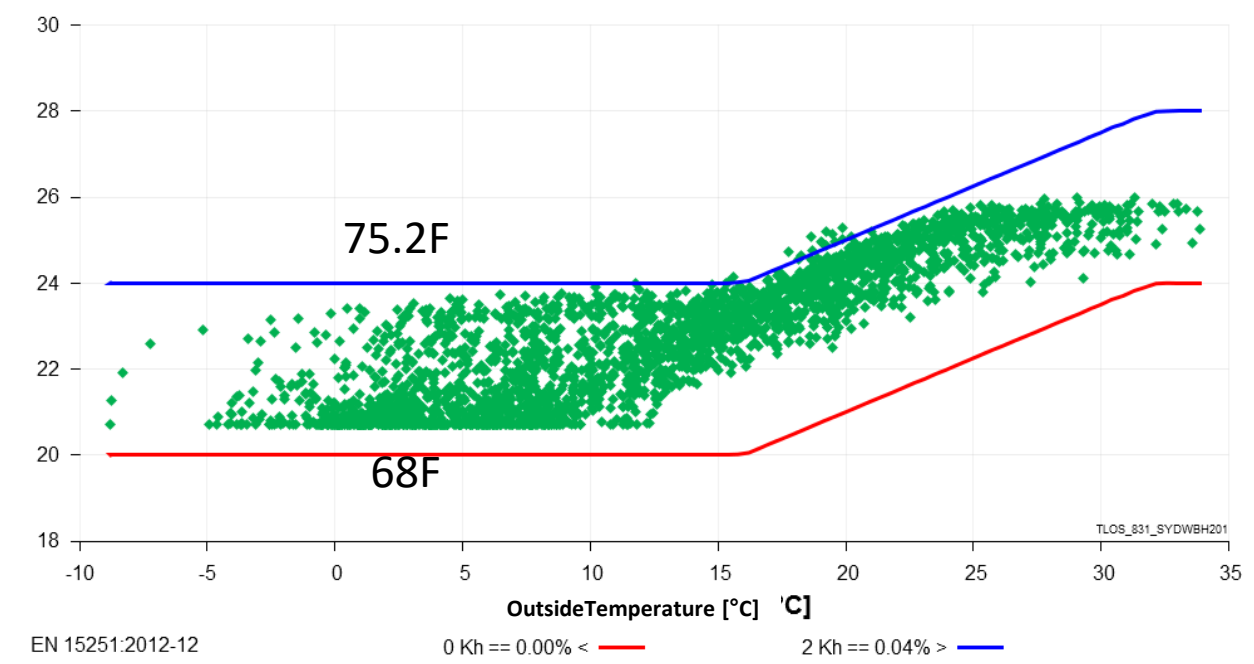 30
28
26
75.2F
24
22
20
68F
TLOS_831_SYDWBH201
18
-10 -5 0 5 10 15 20 25 30 35
OutsideTemperature [°C] °C]
EN 15251:2012-12 0 Kh == 0.00% < 2 Kh == 0.04% >